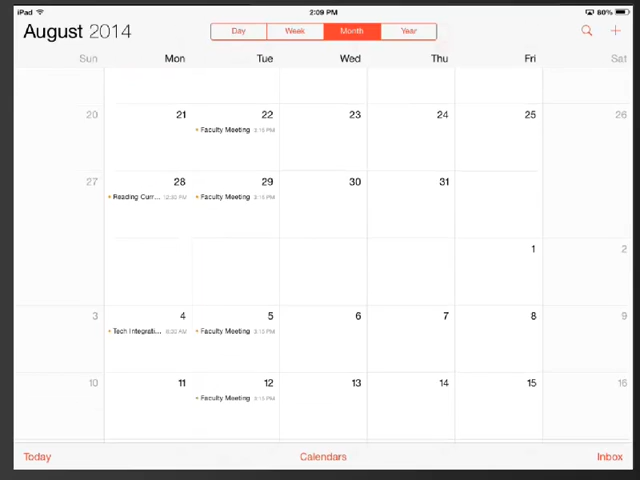 iPad 2:09 PM 80%
August 2014 Day Week Month Year
Sun Mon Tue Wed Thu Fri Sat
20 21 22 23 24 25 26
Faculty Meeting 3:15 PM
27 28 29 30 31
Reading Curr... 12:30 PM Faculty Meeting 3:15 PM
1 2
3 4 5 6 7 8 9
Tech Integrati... 8:30 AM Faculty Meeting 3:15 PM
10 11 12 13 14 15 16
Faculty Meeting 3:15 PM
Today Calendars Inbox